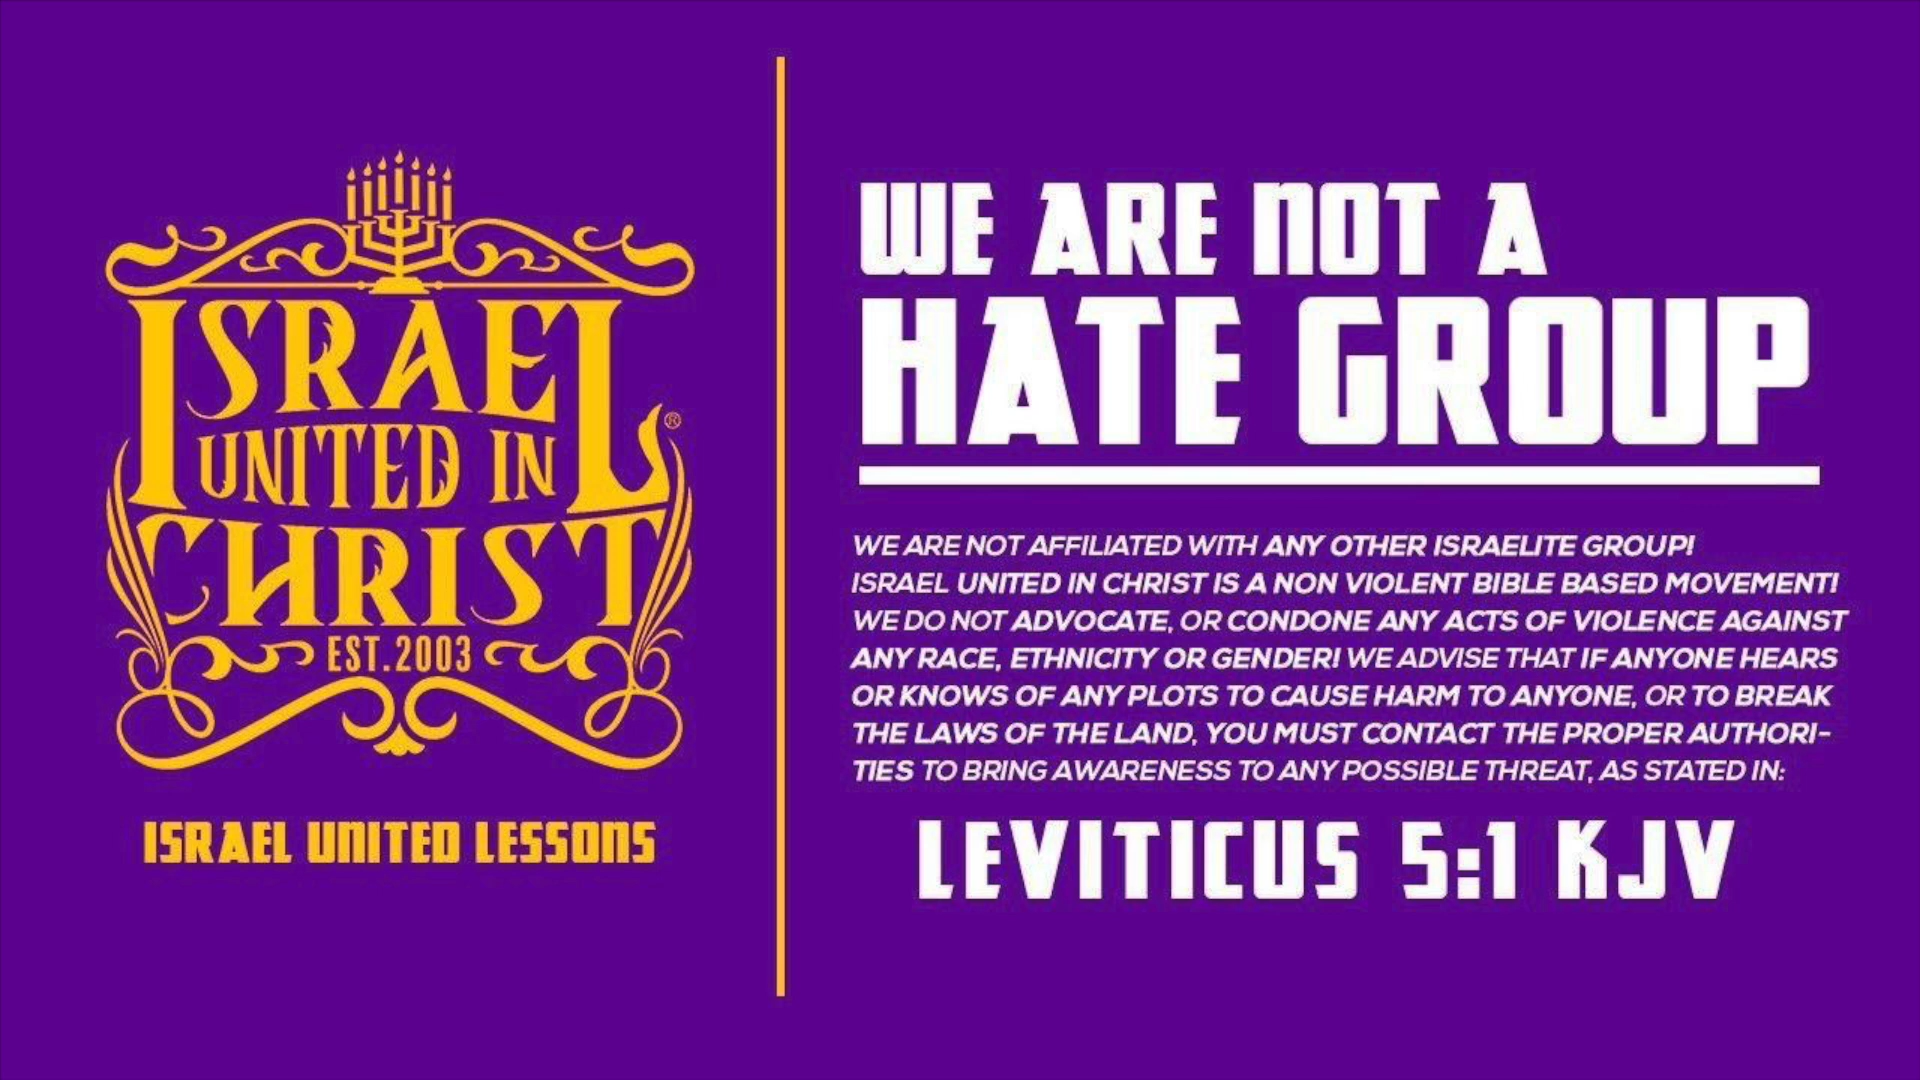 ISRAEL
UNITED IN
CHRIST
®
EST.2003
ISRAEL UNITED LESSONS
WE ARE NOT A
HATE GROUP
WE ARE NOT AFFILIATED WITH ANY OTHER ISRAELITE GROUP!
ISRAEL UNITED IN CHRIST IS A NON VIOLENT BIBLE BASED MOVEMENT!
WE DO NOT ADVOCATE, OR CONDONE ANY ACTS OF VIOLENCE AGAINST
ANY RACE, ETHNICITY OR GENDER! WE ADVISE THAT IF ANYONE HEARS
OR KNOWS OF ANY PLOTS TO CAUSE HARM TO ANYONE, OR TO BREAK
THE LAWS OF THE LAND, YOU MUST CONTACT THE PROPER AUTHORI-
TIES TO BRING AWARENESS TO ANY POSSIBLE THREAT, AS STATED IN:
LEVITICUS 5:1 KJV